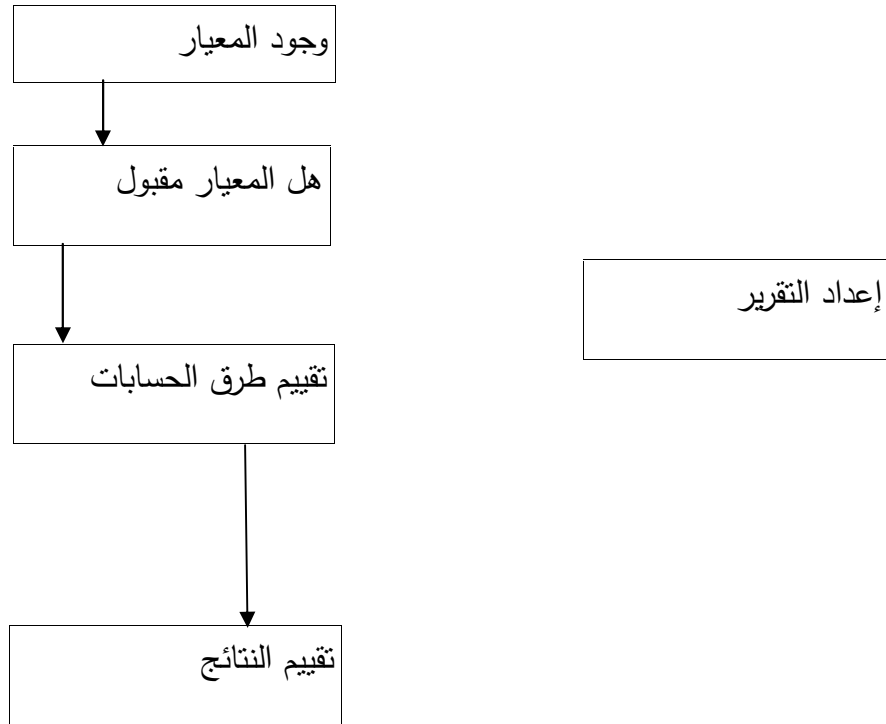 وجود المعيار
هل المعيار مقبول
إعداد التقرير
تقييم طرق الحسابات
تقييم النتائج